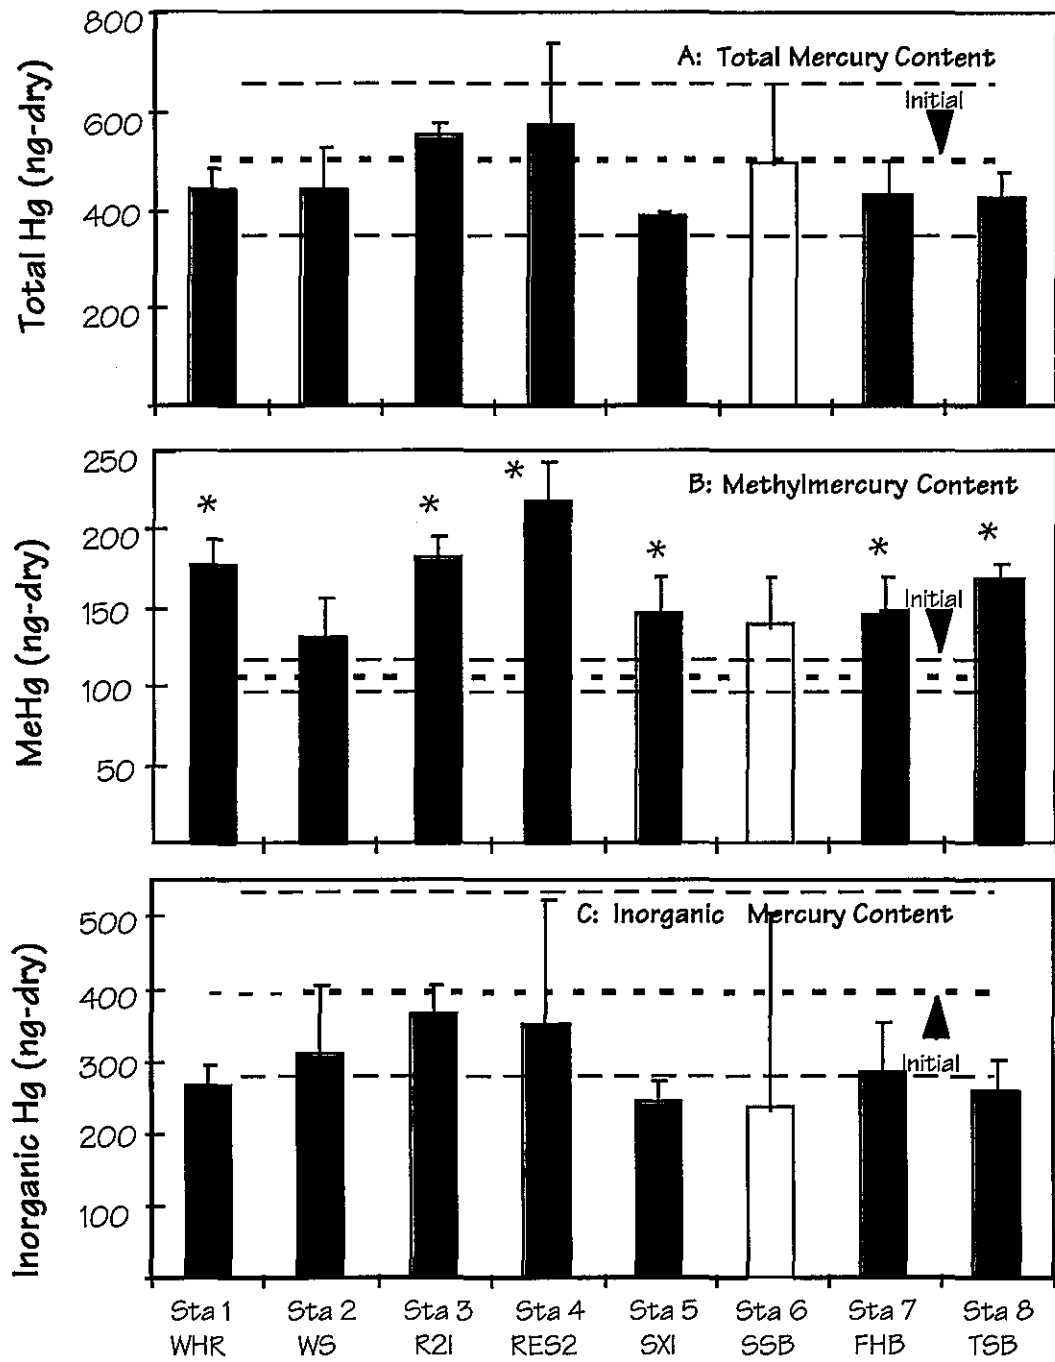 800
A: Total Mercury Content
Initial
600
400
200
Total Hg (ng-dry)
250
B: Methylmercury Content
*
*
*
*
*
*
200
Initial
150
100
50
MeHg (ng-dry)
C: Inorganic Mercury Content
500
400
Initial
300
200
100
Inorganic Hg (ng-dry)
Sta 1 Sta 2 Sta 3 Sta 4 Sta 5 Sta 6 Sta 7 Sta 8
WHR WS R2I RES2 SXI SSB FHB TSB